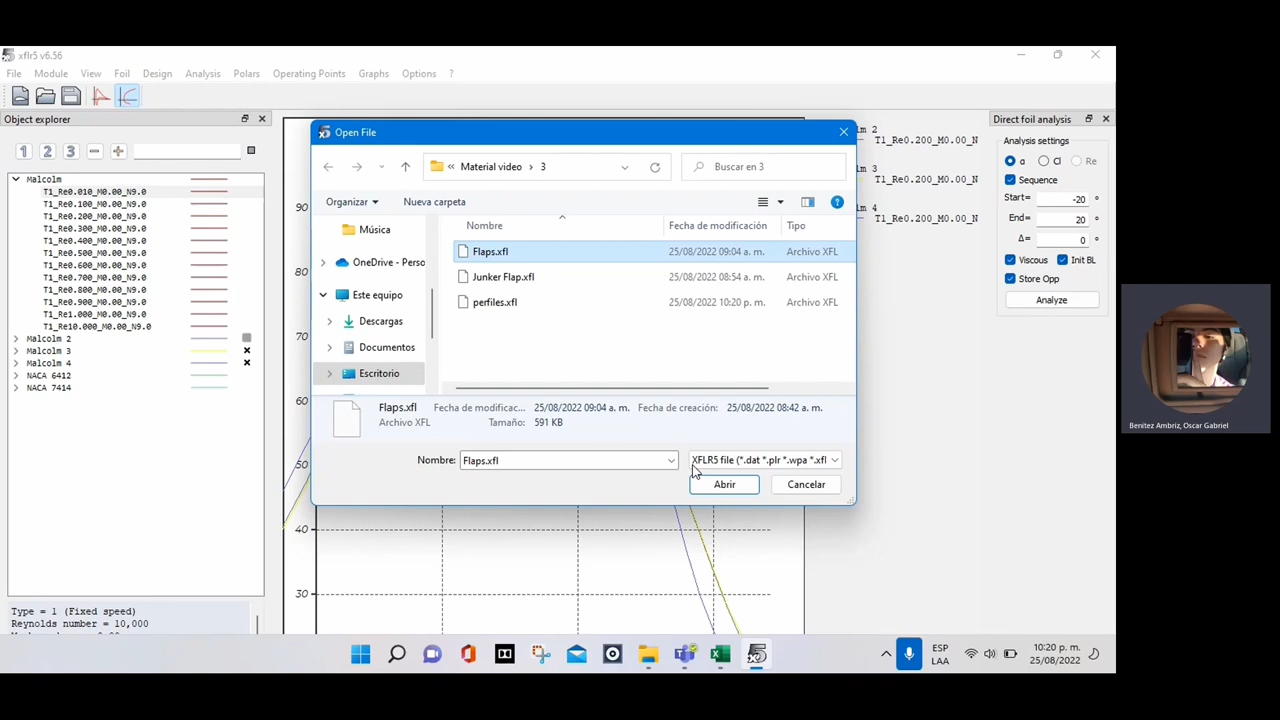 xflr5 v6.56
File Module View Foil Design Analysis Polars Operating Points Graphs Options ?
Object explorer
1 2 3
Malcolm
T1_Re0.010_M0.00_N9.0
T1_Re0.100_M0.00_N9.0
T1_Re0.200_M0.00_N9.0
T1_Re0.300_M0.00_N9.0
T1_Re0.400_M0.00_N9.0
T1_Re0.500_M0.00_N9.0
T1_Re0.600_M0.00_N9.0
T1_Re0.700_M0.00_N9.0
T1_Re0.800_M0.00_N9.0
T1_Re0.900_M0.00_N9.0
T1_Re1.000_M0.00_N9.0
T1_Re10.000_M0.00_N9.0
Malcolm 2
Malcolm 3
Malcolm 4
NACA 6412
NACA 7414
Type = 1 (Fixed speed)
Reynolds number = 10,000
90
80
70
60
50
40
30
Open File
« Material video › 3
Buscar en 3
Organizar
Nueva carpeta
Música
OneDrive - Perso
Este equipo
Descargas
Documentos
Escritorio
Nombre Fecha de modificación Tipo
Flaps.xfl 25/08/2022 09:04 a. m. Archivo XFL
Junker Flap.xfl 25/08/2022 08:54 a. m. Archivo XFL
perfiles.xfl 25/08/2022 10:20 p. m. Archivo XFL
Flaps.xfl Fecha de modificac... 25/08/2022 09:04 a. m. Fecha de creación: 25/08/2022 08:42 a. m.
Archivo XFL Tamaño: 591 KB
Nombre: Flaps.xfl
XFLR5 file (*.dat *.plr *.wpa *.xfl
Abrir Cancelar
lm 2
T1_Re0.200_M0.00_N
lm 3
T1_Re0.200_M0.00_N
lm 4
T1_Re0.200_M0.00_N
Direct foil analysis
Analysis settings
α Cl Re
Sequence
Start= -20 °
End= 20 °
Δ= 0 °
Viscous Init BL
Store Opp
Analyze
Benitez Ambriz, Oscar Gabriel
ESP
LAA
10:20 p. m.
25/08/2022